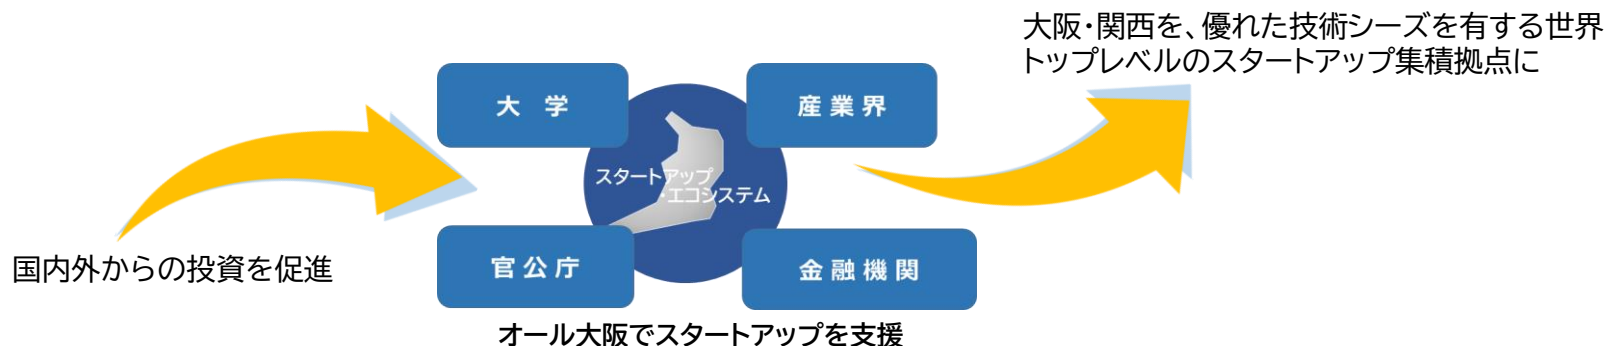 大阪・関西を、優れた技術シーズを有する世界
トップレベルのスタートアップ集積拠点に
大 学
産 業 界
スタートアップ
・エコシステム
官 公 庁
金 融 機 関
国内外からの投資を促進
オール大阪でスタートアップを支援